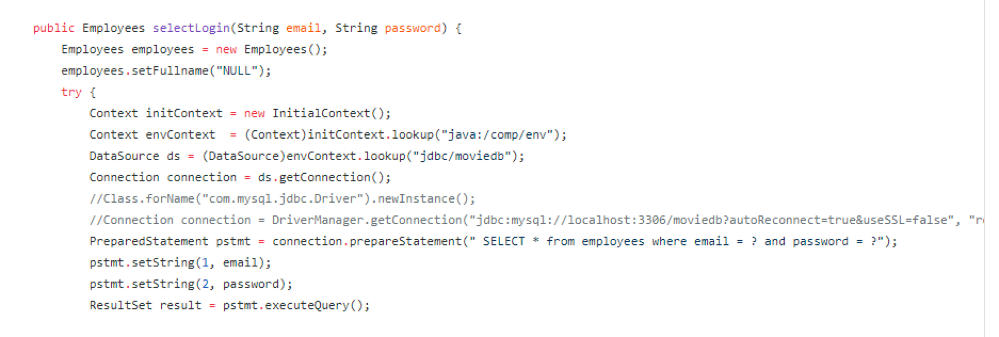 public Employees selectLogin(String email, String password) {
Employees employees = new Employees();
employees.setFullname("NULL");
try {
Context initContext = new InitialContext();
Context envContext  = (Context)initContext.lookup("java:/comp/env");
DataSource ds = (DataSource)envContext.lookup("jdbc/moviedb");
Connection connection = ds.getConnection();
//Class.forName("com.mysql.jdbc.Driver").newInstance();
//Connection connection = DriverManager.getConnection("jdbc:mysql://localhost:3306/moviedb?autoReconnect=true&useSSL=false",
PreparedStatement pstmt = connection.prepareStatement(" SELECT * from employees where email = ? and password = ?");
pstmt.setString(1, email);
pstmt.setString(2, password);
ResultSet result = pstmt.executeQuery();